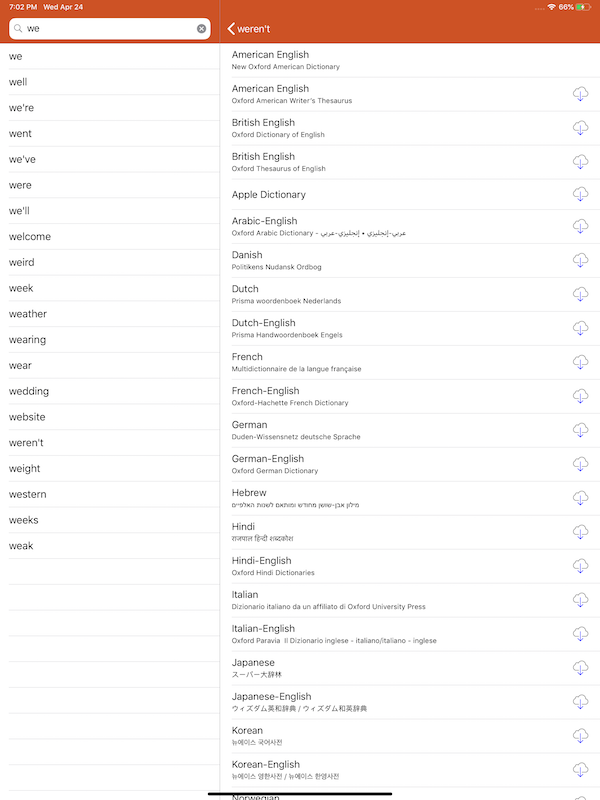 7:02 PM Wed Apr 24
66%
we
we
well
we're
went
we've
were
we'll
welcome
weird
week
weather
wearing
wear
wedding
website
weren't
weight
western
weeks
weak
weren't
American English
New Oxford American Dictionary
American English
Oxford American Writer's Thesaurus
British English
Oxford Dictionary of English
British English
Oxford Thesaurus of English
Apple Dictionary
Arabic-English
Oxford Arabic Dictionary - عربي-إنجليزي • إنجليزي-عربي
Danish
Politikens Nudansk Ordbog
Dutch
Prisma woordenboek Nederlands
Dutch-English
Prisma Handwoordenboek Engels
French
Multidictionnaire de la langue française
French-English
Oxford-Hachette French Dictionary
German
Duden-Wissensnetz deutsche Sprache
German-English
Oxford German Dictionary
Hebrew
מילון אבן-שושן מחודש ומותאם לשנות האלפיים
Hindi
राजपाल हिन्दी शब्दकोश
Hindi-English
Oxford Hindi Dictionaries
Italian
Dizionario italiano da un affiliato di Oxford University Press
Italian-English
Oxford Paravia Il Dizionario inglese - italiano/italiano - inglese
Japanese
スーパー大辞林
Japanese-English
ウィズダム英和辞典 / ウィズダム和英辞典
Korean
뉴에이스 국어사전
Korean-English
뉴에이스 영한사전 / 뉴에이스 한영사전
Norwegian